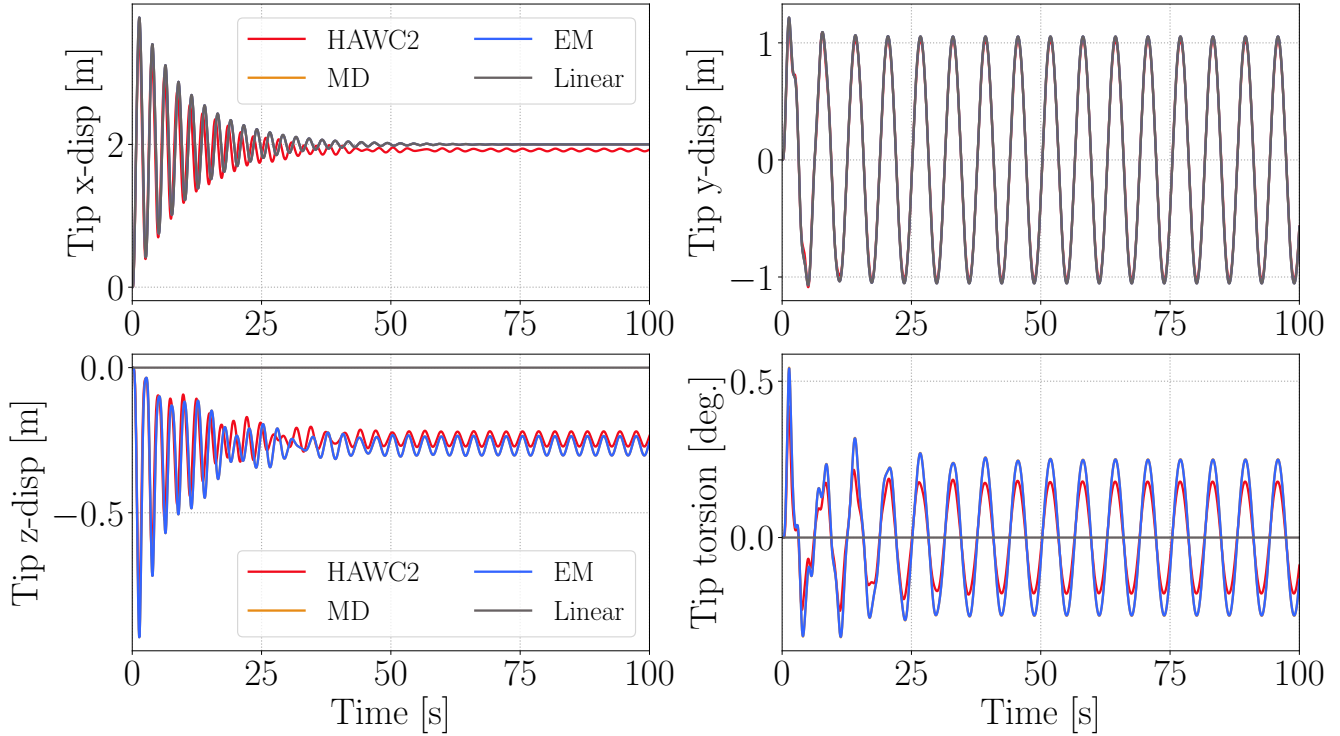 Tip x-disp [m]
2
0
HAWC2 EM
MD Linear
0 25 50 75 100
Tip y-disp [m]
1
0
−1
0 25 50 75 100
Tip z-disp [m]
0.0
−0.5
HAWC2 EM
MD Linear
0 25 50 75 100
Time [s]
Tip torsion [deg.]
0.5
0.0
0 25 50 75 100
Time [s]